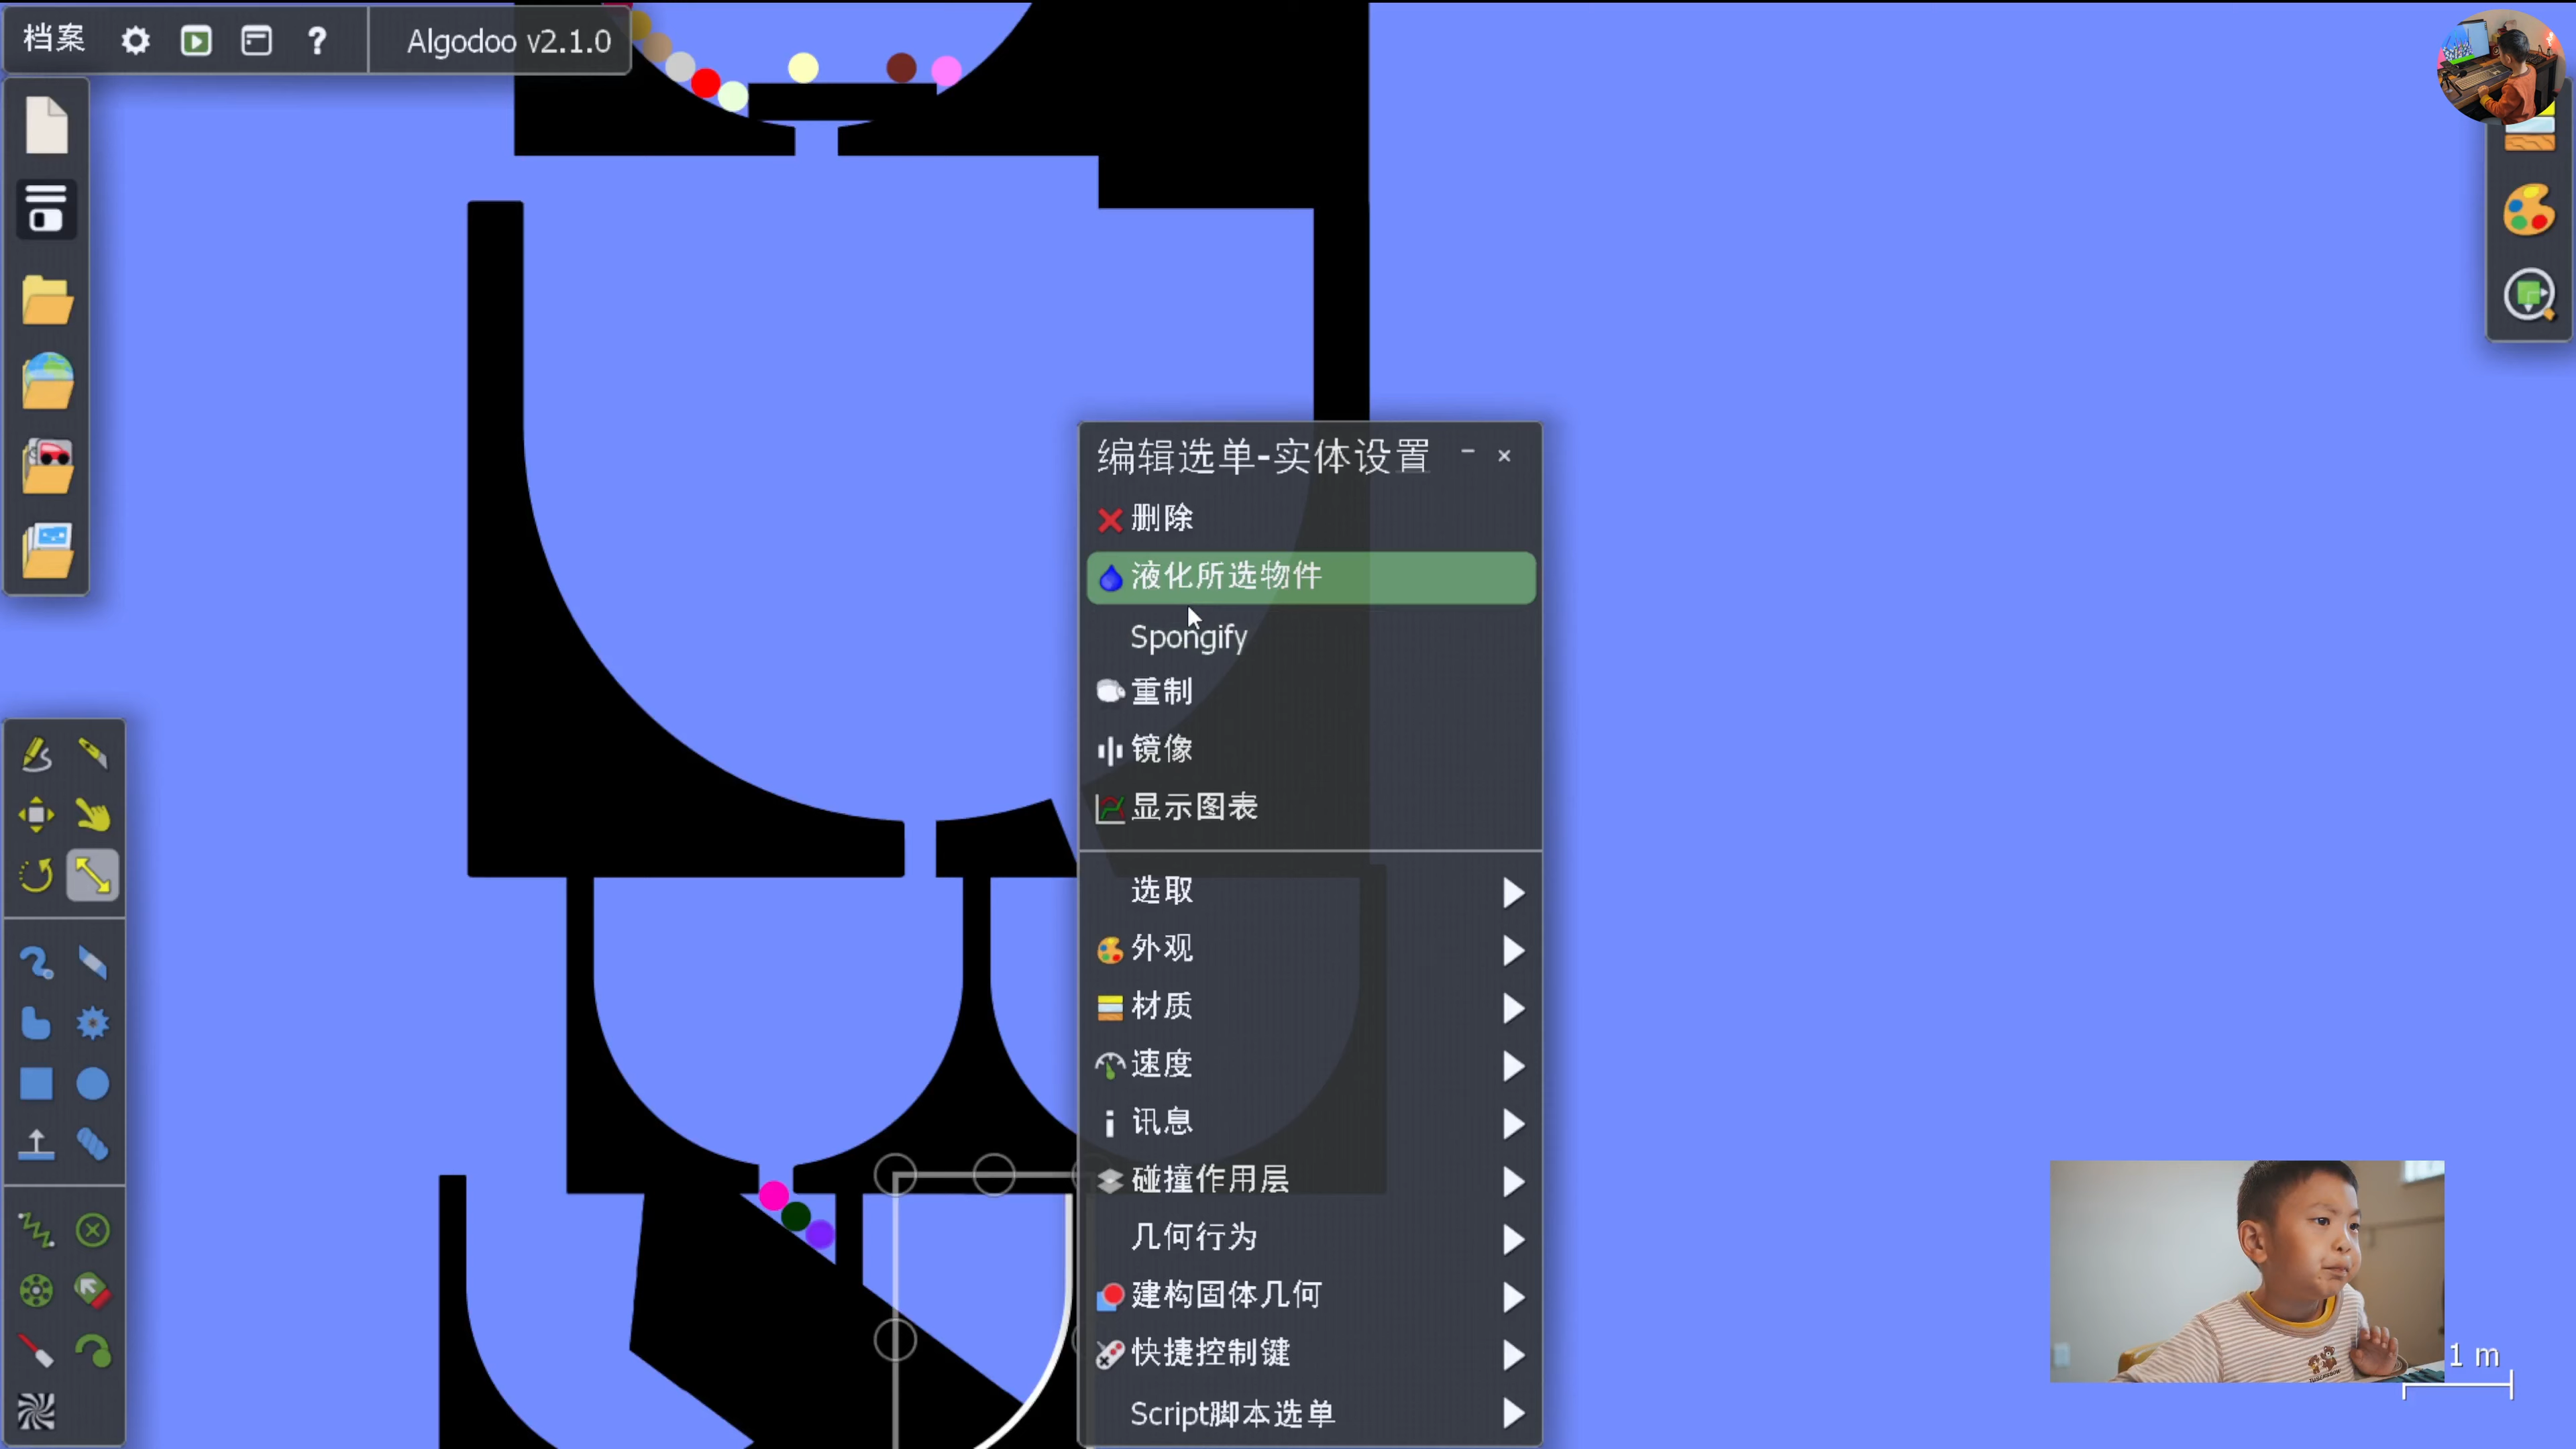 档案
?
Algodoo v2.1.0
编辑选单-实体设置
删除
液化所选物件
Spongify
重制
镜像
显示图表
选取
外观
材质
速度
讯息
碰撞作用层
几何行为
建构固体几何
快捷控制键
Script脚本选单
1 m